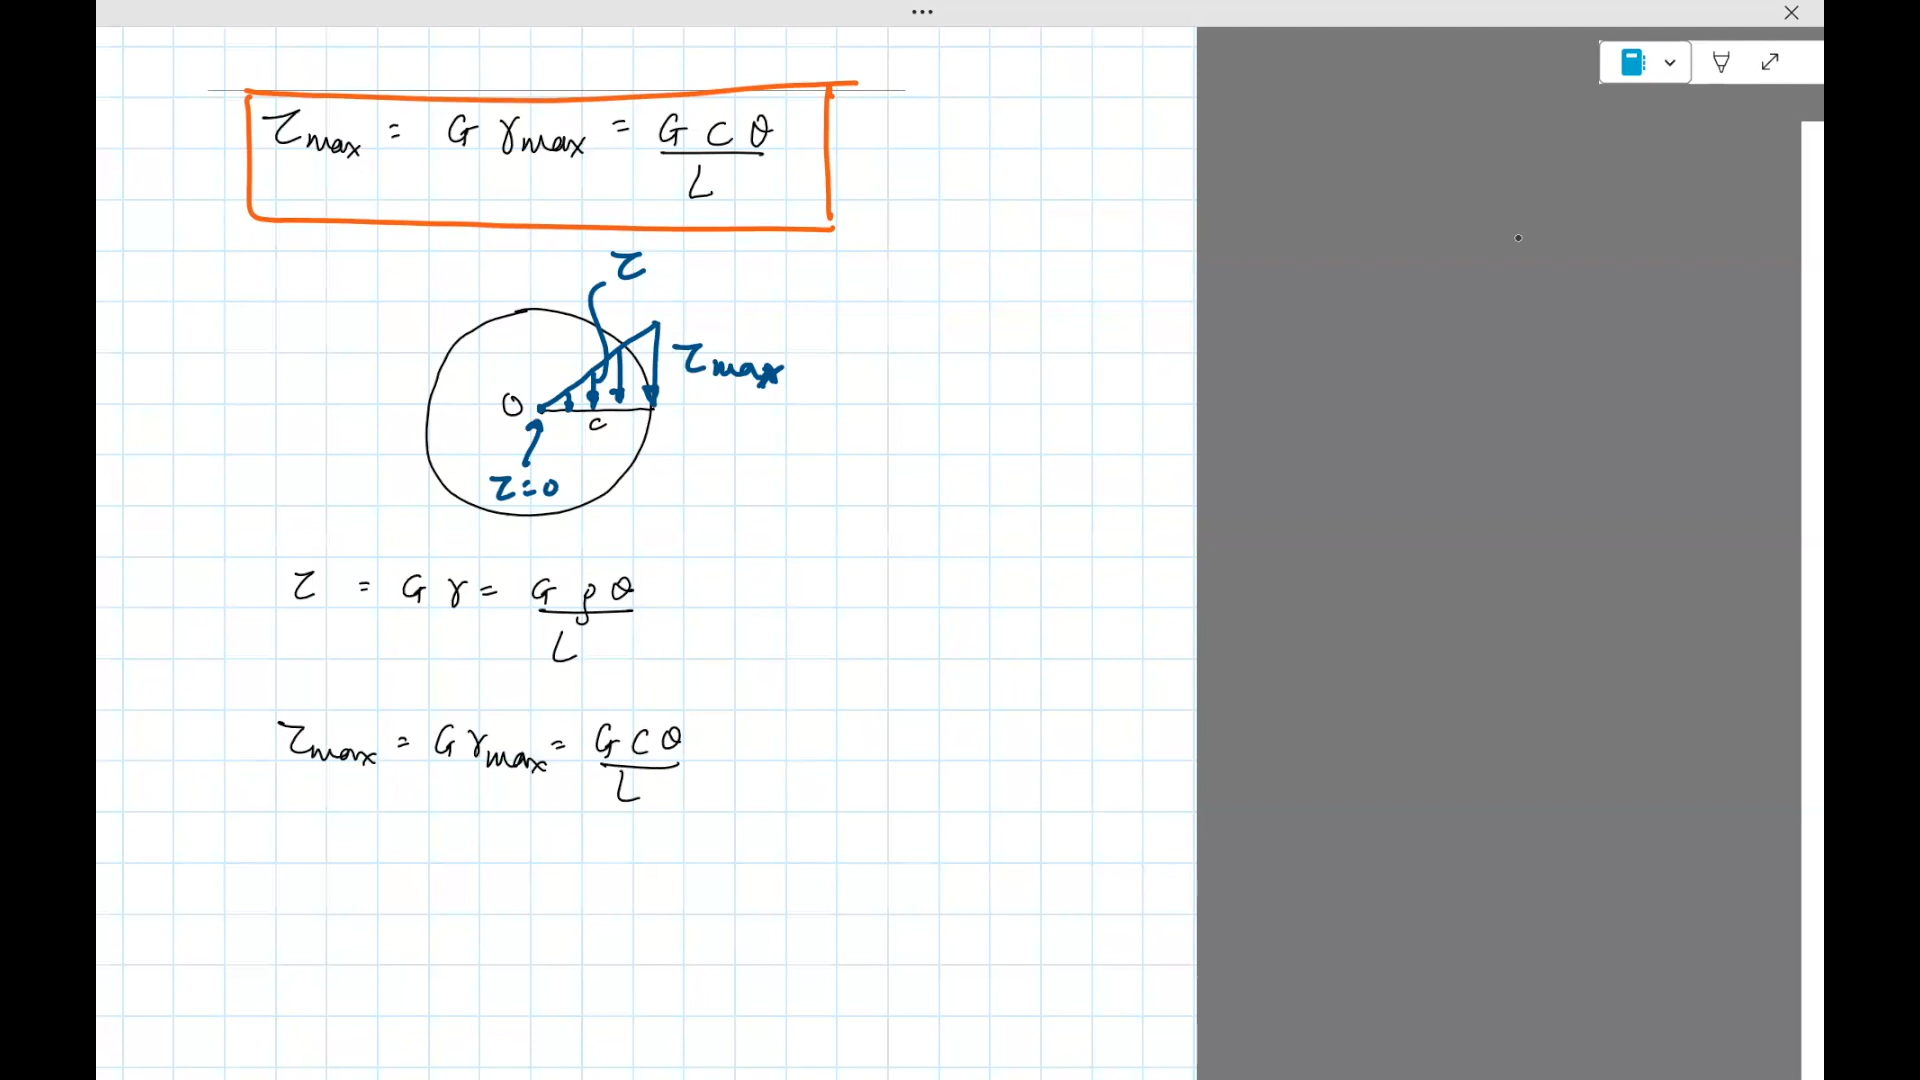 τmax = G γmax = G c θ / L
τ
τmax
O
c
τ=0
τ = G γ = G ρ θ / L
τmax = G γmax = G c θ / L